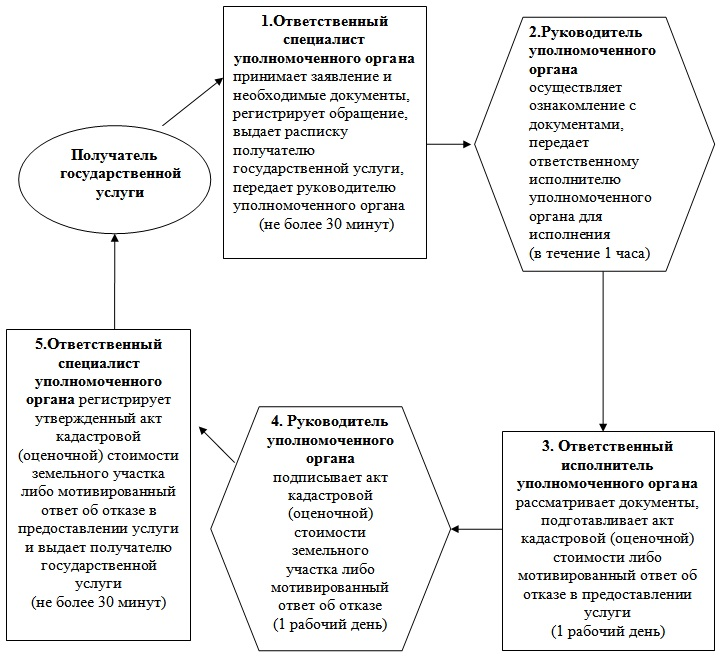 Получатель
государственной
услуги
1.Ответственный
специалист
уполномоченного органа
принимает заявление и
необходимые документы,
регистрирует обращение,
выдает расписку
получателю
государственной услуги,
передает руководителю
уполномоченного органа
(не более 30 минут)
2.Руководитель
уполномоченного
органа
осуществляет
ознакомление с
документами,
передает
ответственному
исполнителю
уполномоченного
органа для
исполнения
(в течение 1 часа)
3. Ответственный
исполнитель
уполномоченного органа
рассматривает документы,
подготавливает акт
кадастровой (оценочной)
стоимости либо
мотивированный ответ об
отказе в предоставлении
услуги
(1 рабочий день)
4. Руководитель
уполномоченного
органа
подписывает акт
кадастровой
(оценочной)
стоимости
земельного
участка либо
мотивированный
ответ об отказе
(1 рабочий день)
5.Ответственный
специалист
уполномоченного
органа регистрирует
утвержденный акт
кадастровой
(оценочной) стоимости
земельного участка
либо мотивированный
ответ об отказе в
предоставлении услуги
и выдает получателю
государственной
услуги
(не более 30 минут)